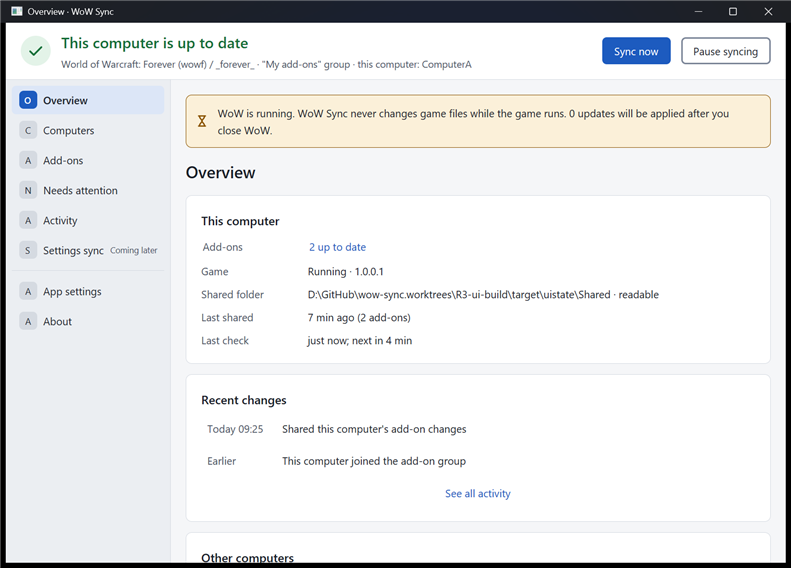 Overview · WoW Sync
This computer is up to date
World of Warcraft: Forever (wowf) / _forever_ · "My add-ons" group · this computer: ComputerA
Sync now
Pause syncing
O Overview
C Computers
A Add-ons
N Needs attention
A Activity
S Settings sync Coming later
A App settings
A About
WoW is running. WoW Sync never changes game files while the game runs. 0 updates will be applied after you
close WoW.
Overview
This computer
Add-ons 2 up to date
Game Running · 1.0.0.1
Shared folder D:\GitHub\wow-sync.worktrees\R3-ui-build\target\uistate\Shared · readable
Last shared 7 min ago (2 add-ons)
Last check just now; next in 4 min
Recent changes
Today 09:25 Shared this computer's add-on changes
Earlier This computer joined the add-on group
See all activity
Other computers